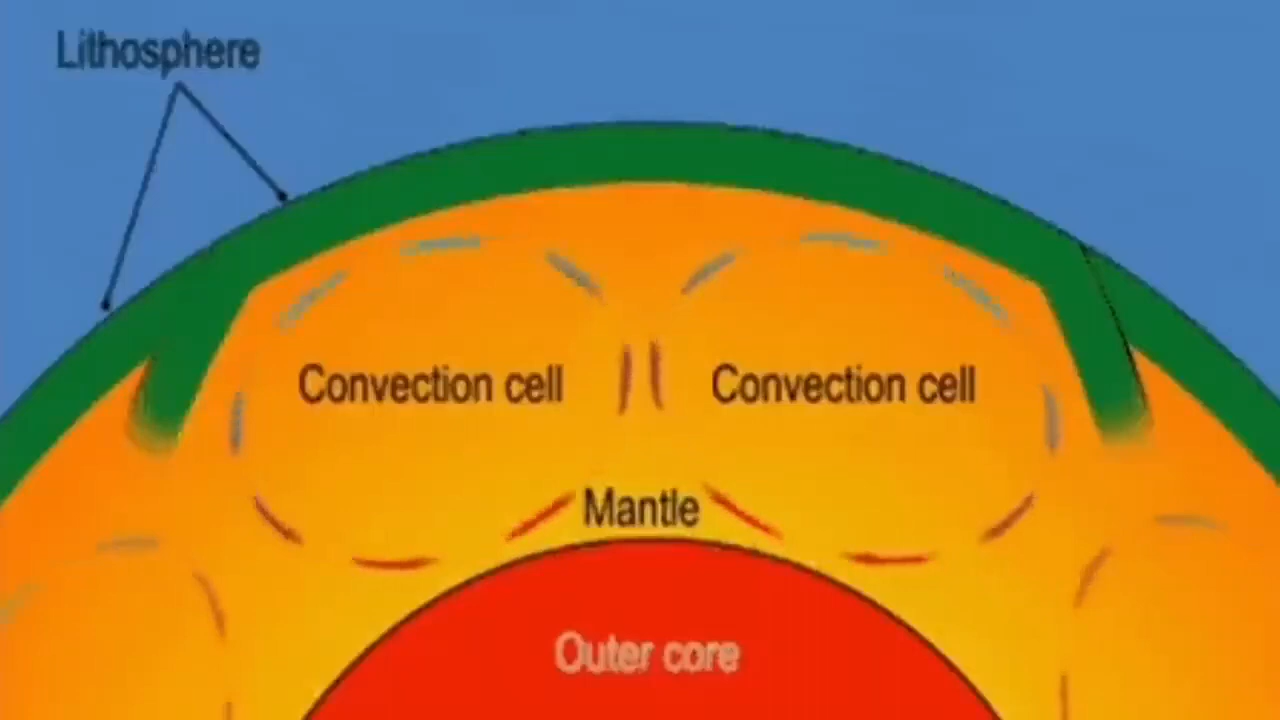 Lithosphere
Convection cell
Convection cell
Mantle
Outer core